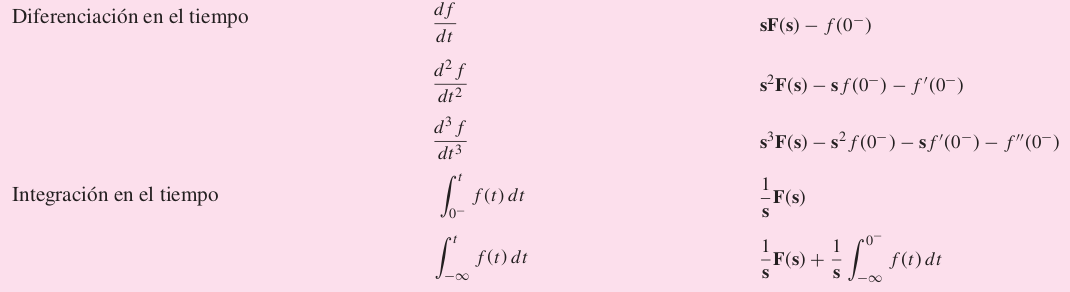 Diferenciación en el tiempo df/dt sF(s) − f(0⁻)
d²f/dt² s²F(s) − sf(0⁻) − f′(0⁻)
d³f/dt³ s³F(s) − s²f(0⁻) − sf′(0⁻) − f″(0⁻)
Integración en el tiempo ∫₀₋ᵗ f(t) dt 1/s F(s)
∫₋∞ᵗ f(t) dt 1/s F(s) + 1/s ∫₋∞⁰⁻ f(t) dt